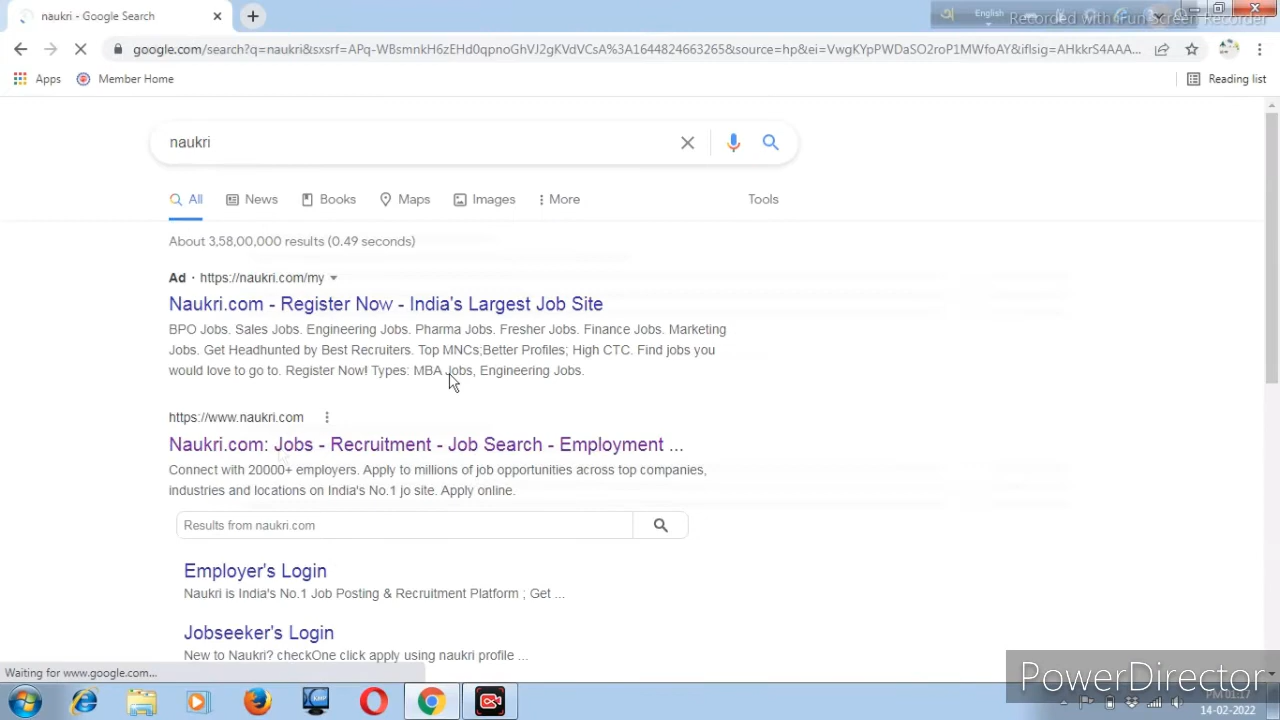 naukri - Google Search
English
Recorded with iFun Screen Recorder
google.com/search?q=naukri&sxsrf=APq-WBsmnkH6zEHd0qpnoGhVJ2gKVdVCsA%3A1644824663265&source=hp&ei=VwgKYpPWDaSO2roP1MWfoAY&iflsig=AHkkrS4AAA...
Apps
Member Home
Reading list
naukri
All
News
Books
Maps
Images
More
Tools
About 3,58,00,000 results (0.49 seconds)
Ad · https://naukri.com/my
Naukri.com - Register Now - India's Largest Job Site
BPO Jobs. Sales Jobs. Engineering Jobs. Pharma Jobs. Fresher Jobs. Finance Jobs. Marketing
Jobs. Get Headhunted by Best Recruiters. Top MNCs;Better Profiles; High CTC. Find jobs you
would love to go to. Register Now! Types: MBA Jobs, Engineering Jobs.
https://www.naukri.com
Naukri.com: Jobs - Recruitment - Job Search - Employment ...
Connect with 20000+ employers. Apply to millions of job opportunities across top companies,
industries and locations on India's No.1 jo site. Apply online.
Results from naukri.com
Employer's Login
Naukri is India's No.1 Job Posting & Recruitment Platform ; Get ...
Jobseeker's Login
New to Naukri? checkOne click apply using naukri profile ...
Waiting for www.google.com...
PowerDirector
PM 01:17
14-02-2022